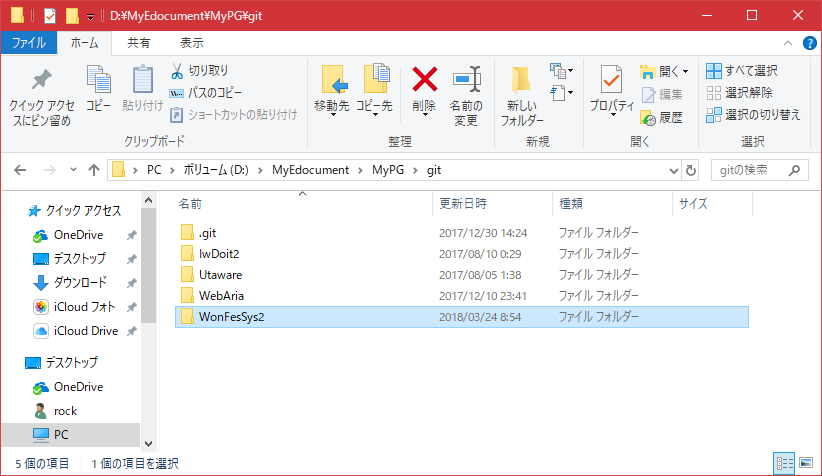 D:¥MyEdocument¥MyPG¥git
ファイル ホーム 共有 表示
クイック アクセスにピン留め
コピー
貼り付け
切り取り
パスのコピー
ショートカットの貼り付け
クリップボード
移動先
コピー先
削除
名前の変更
整理
新しいフォルダー
新規
プロパティ
開く
編集
履歴
開く
すべて選択
選択解除
選択の切り替え
選択
PC ボリューム (D:) MyEdocument MyPG git
gitの検索
クイック アクセス
OneDrive
デスクトップ
ダウンロード
iCloud フォト
iCloud Drive
デスクトップ
OneDrive
rock
PC
名前 更新日時 種類 サイズ
.git 2017/12/30 14:24 ファイル フォルダー
IwDoit2 2017/08/10 0:29 ファイル フォルダー
Utaware 2017/08/05 1:38 ファイル フォルダー
WebAria 2017/12/10 23:41 ファイル フォルダー
WonFesSys2 2018/03/24 8:54 ファイル フォルダー
5 個の項目 1 個の項目を選択